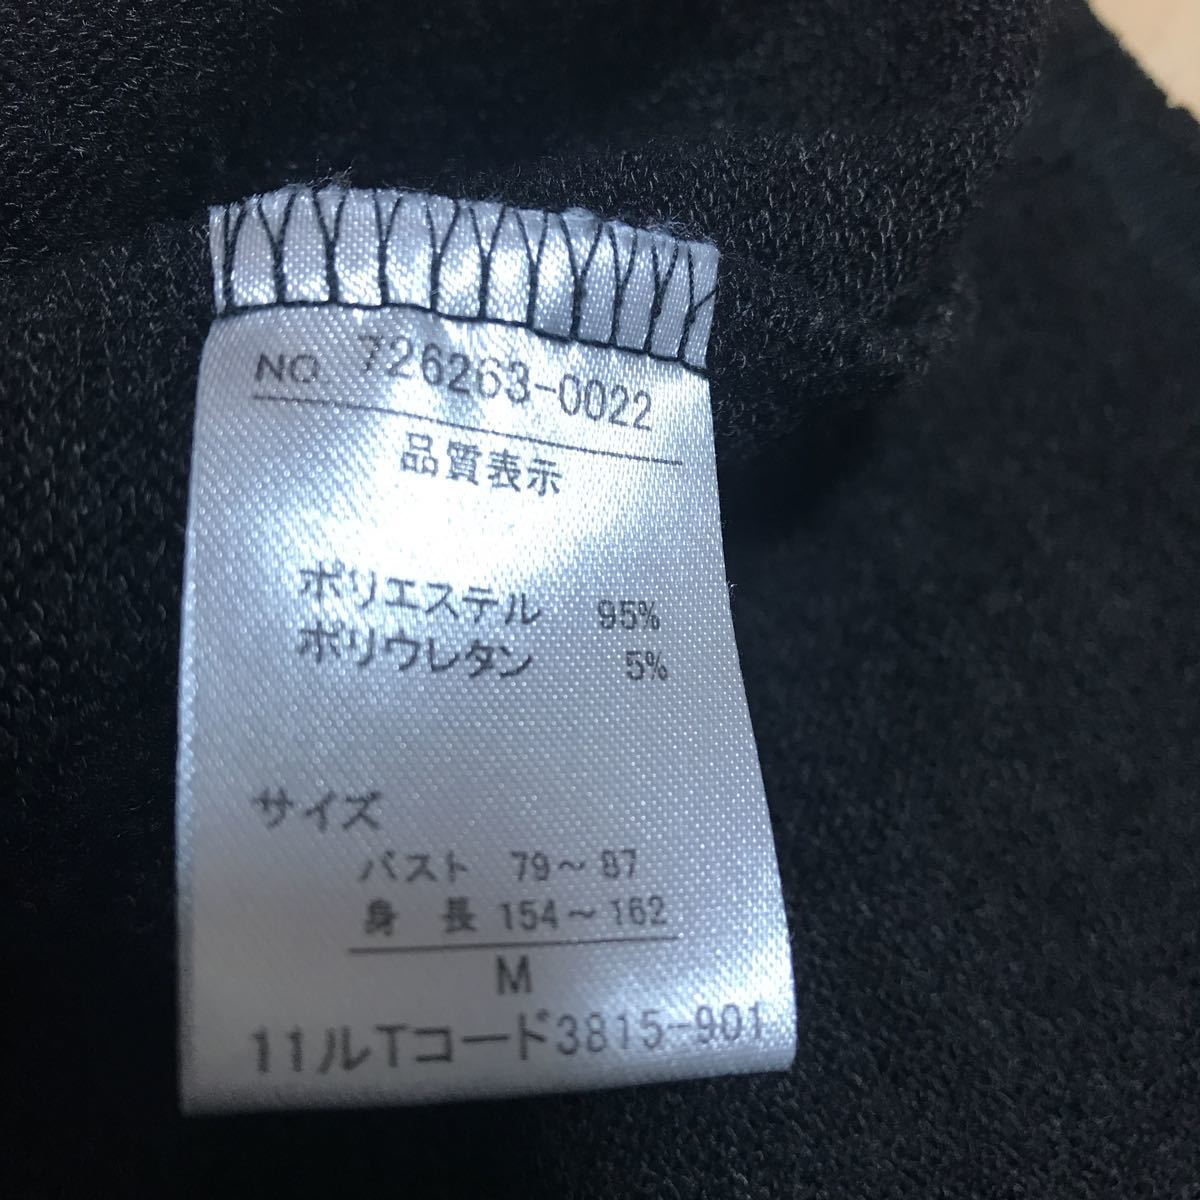 NO. 726263-0022
品質表示
ポリエステル 95%
ポリウレタン 5%
サイズ
バスト 79～87
身長 154～162
M
11ルTコード3815-901